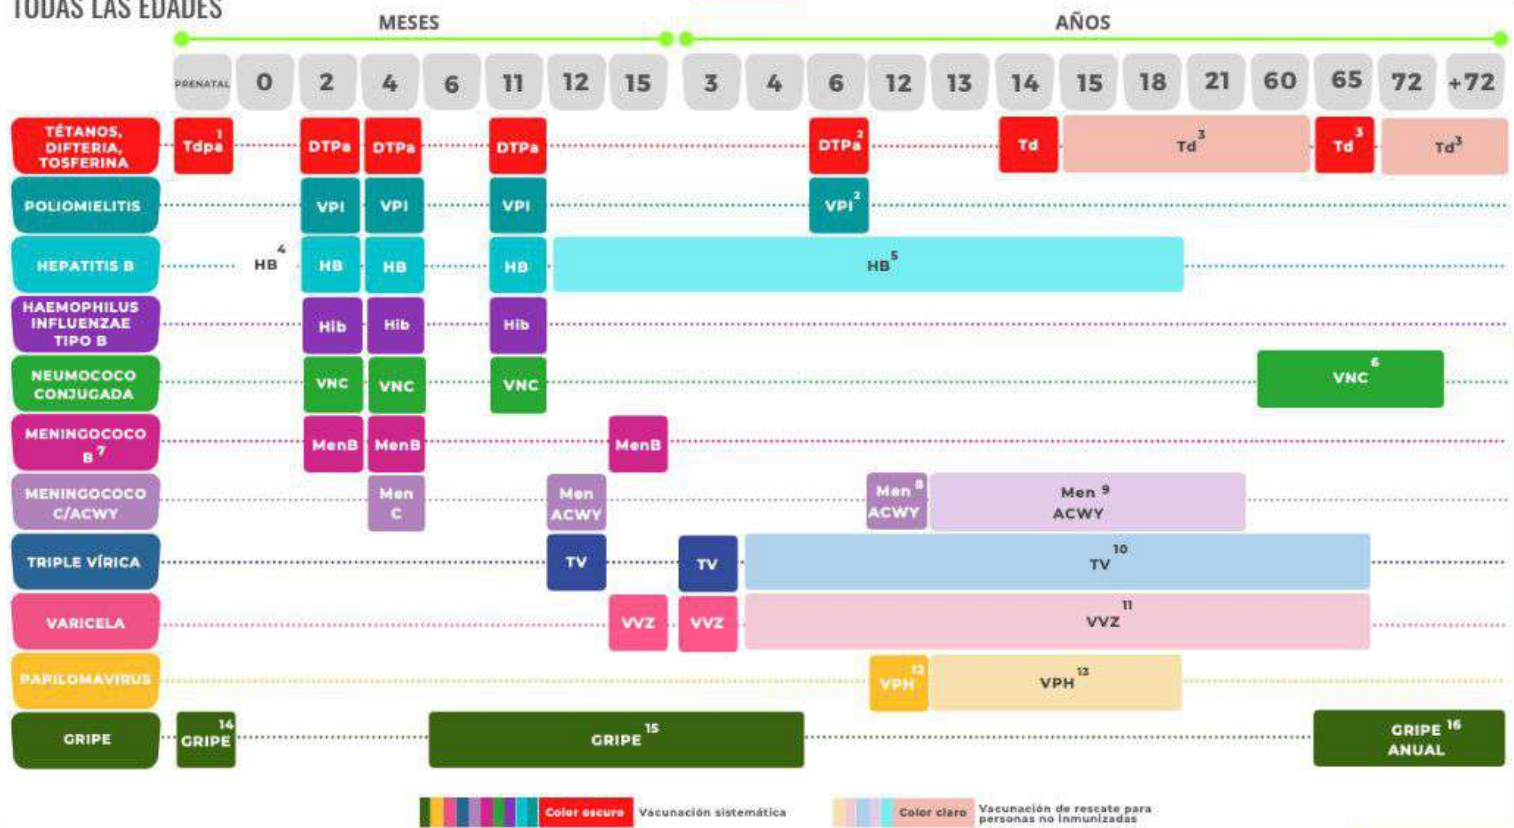 TODAS LAS EDADES
MESES
AÑOS
PRENATAL 0 2 4 6 11 12 15 3 4 6 12 13 14 15 18 21 60 65 72 +72
TÉTANOS,
DIFTERIA,
TOSFERINA
Tdpa 1 DTPa DTPa DTPa DTPa 2 Td Td 3 Td 3 Td 3
POLIOMIELITIS VPI VPI VPI VPI 2
HEPATITIS B HB 4 HB HB HB HB 5
HAEMOPHILUS
INFLUENZAE
TIPO B
Hib Hib Hib
NEUMOCOCO
CONJUGADA
VNC VNC VNC VNC 6
MENINGOCOCO
B 7
MenB MenB MenB
MENINGOCOCO
C/ACWY
Men
C
Men
ACWY
Men 8
ACWY
Men 9
ACWY
TRIPLE VÍRICA TV TV TV 10
VARICELA VVZ VVZ VVZ 11
PAPILOMAVIRUS VPH 12 VPH 13
GRIPE GRIPE 14 GRIPE 15 GRIPE 16
ANUAL
Color oscuro Vacunación sistemática
Color claro Vacunación de rescate para
personas no inmunizadas